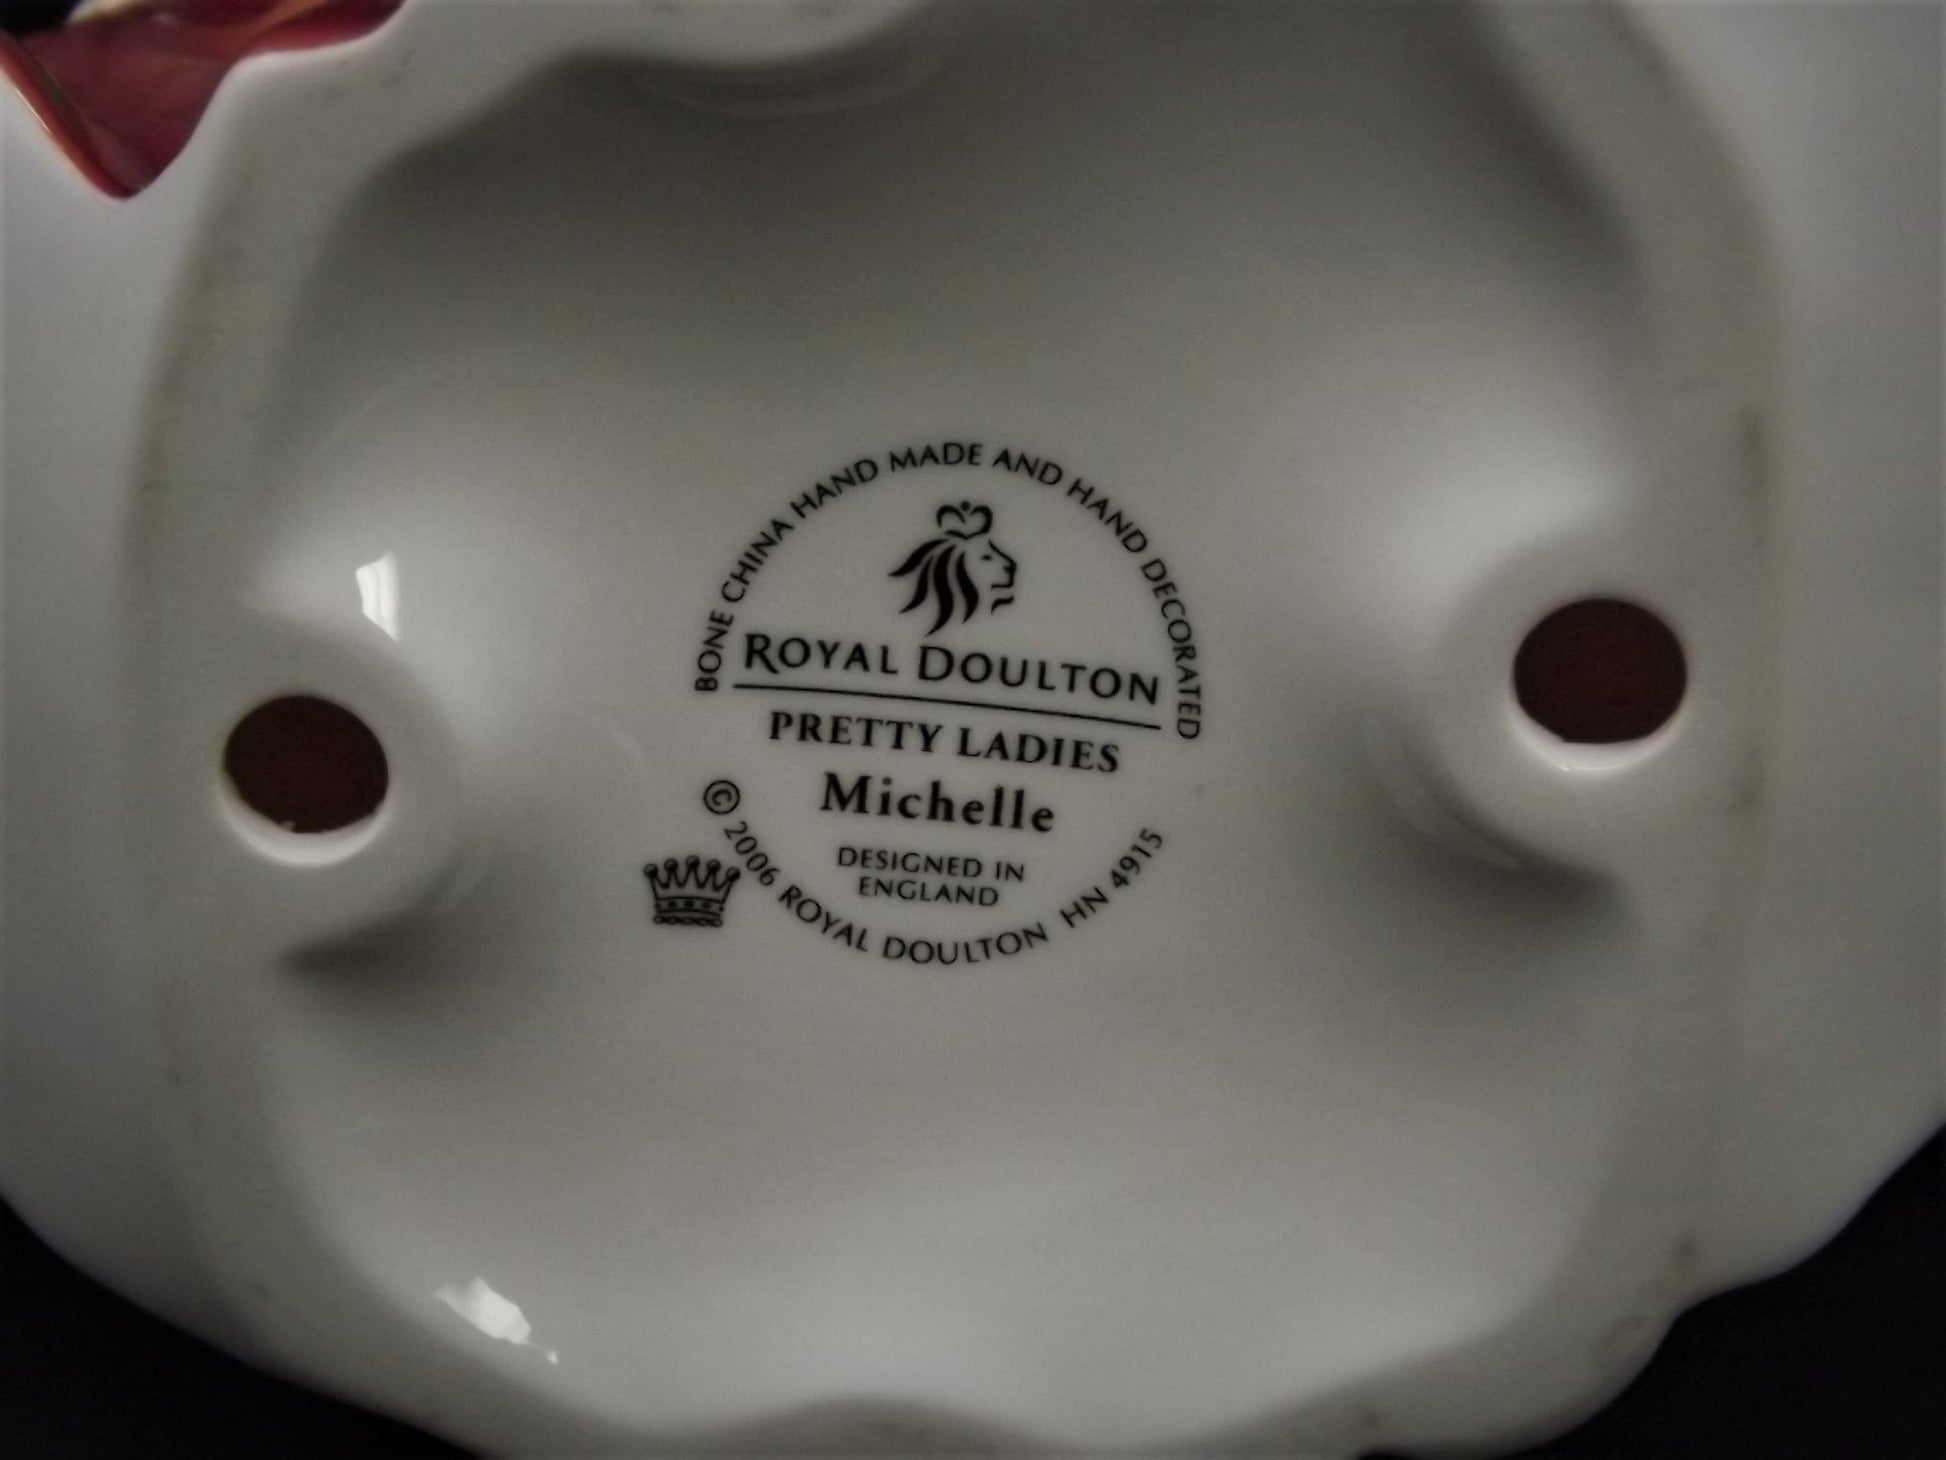 BONE CHINA HAND MADE AND HAND DECORATED
ROYAL DOULTON
PRETTY LADIES
Michelle
DESIGNED IN
ENGLAND
© 2006 ROYAL DOULTON HN 4915